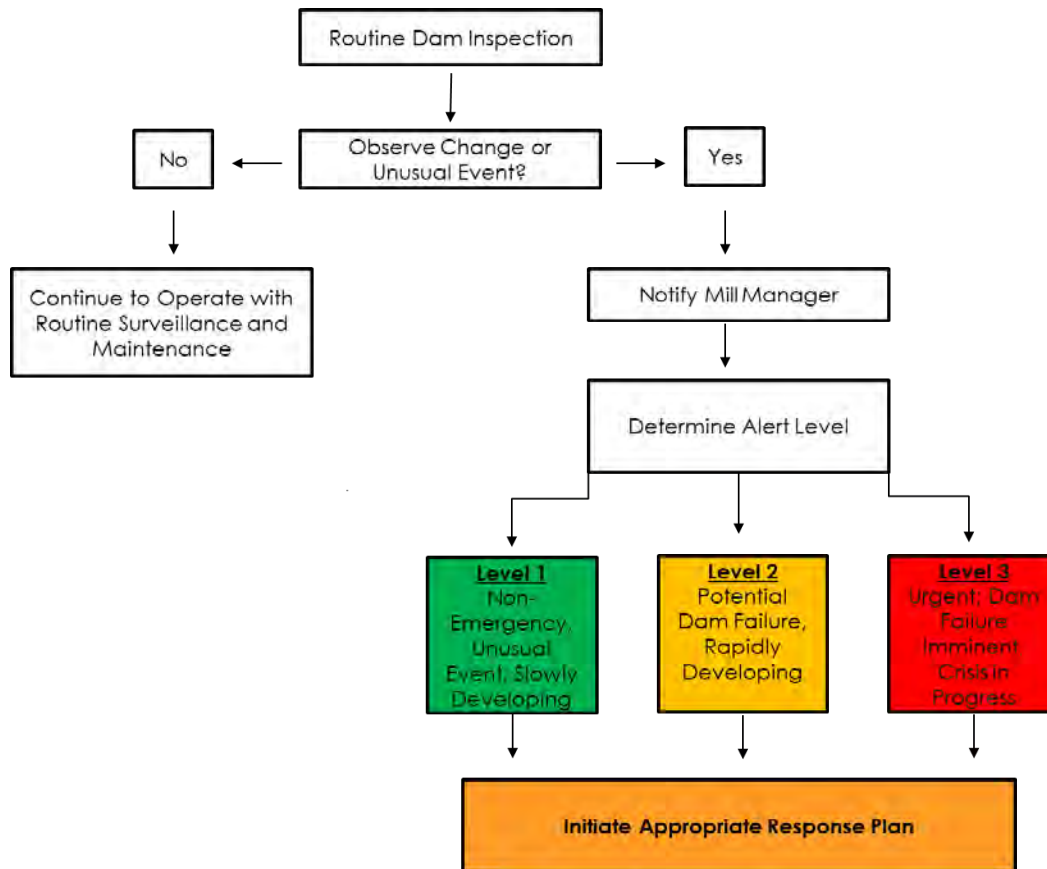 Routine Dam Inspection
No
Observe Change or
Unusual Event?
Yes
Continue to Operate with
Routine Surveillance and
Maintenance
Notify Mill Manager
Determine Alert Level
Level 1
Non-
Emergency,
Unusual
Event, Slowly
Developing
Level 2
Potential
Dam Failure,
Rapidly
Developing
Level 3
Urgent; Dam
Failure
Imminent
Crisis in
Progress
Initiate Appropriate Response Plan